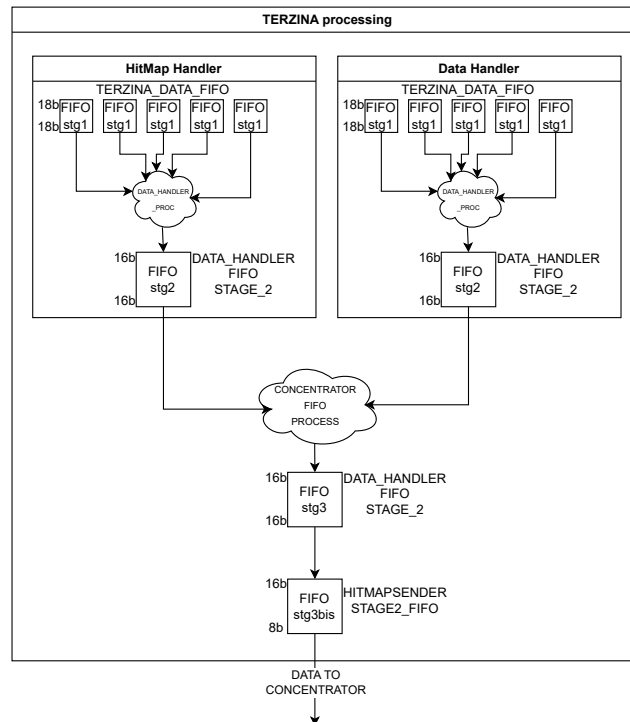 TERZINA processing
HitMap Handler
TERZINA_DATA_FIFO
18b
18b
FIFO
stg1
FIFO
stg1
FIFO
stg1
FIFO
stg1
FIFO
stg1
DATA_HANDLER
_PROC
16b
16b
FIFO
stg2
DATA_HANDLER
FIFO
STAGE_2
Data Handler
TERZINA_DATA_FIFO
18b
18b
FIFO
stg1
FIFO
stg1
FIFO
stg1
FIFO
stg1
FIFO
stg1
DATA_HANDLER
_PROC
16b
16b
FIFO
stg2
DATA_HANDLER
FIFO
STAGE_2
CONCENTRATOR
FIFO
PROCESS
16b
16b
FIFO
stg3
DATA_HANDLER
FIFO
STAGE_2
16b
8b
FIFO
stg3bis
HITMAPSENDER
STAGE2_FIFO
DATA TO
CONCENTRATOR